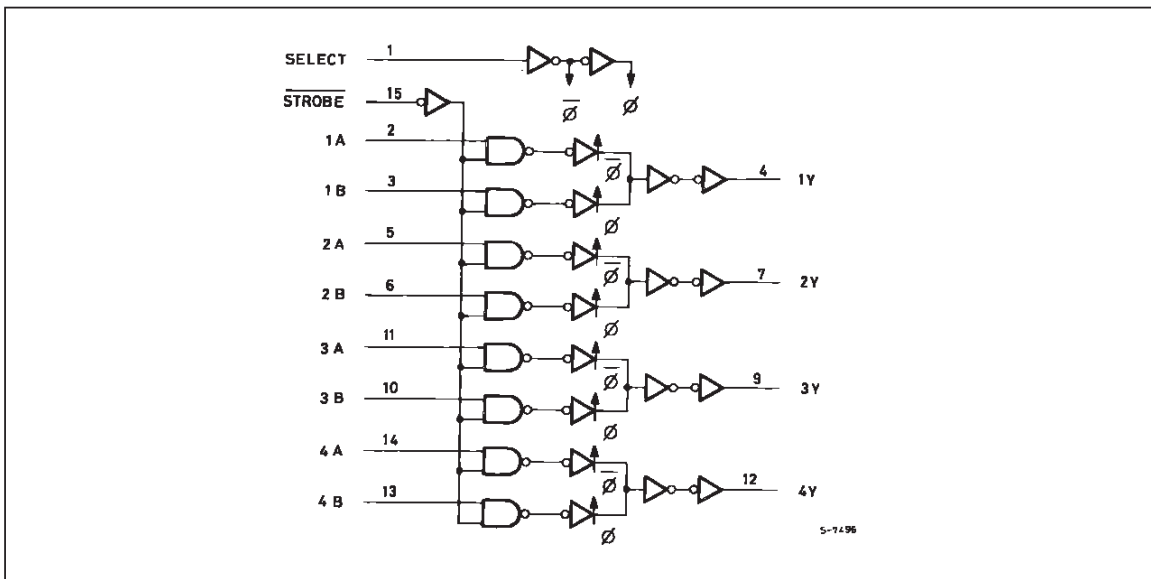 SELECT 1
S̅T̅R̅O̅B̅E̅ 15
∅̅ ∅
1A 2
∅̅
4 1Y
1B 3
∅
2A 5
∅̅
7 2Y
2B 6
∅
3A 11
∅̅
9 3Y
3B 10
∅
4A 14
∅̅
12 4Y
4B 13
∅
S-7496